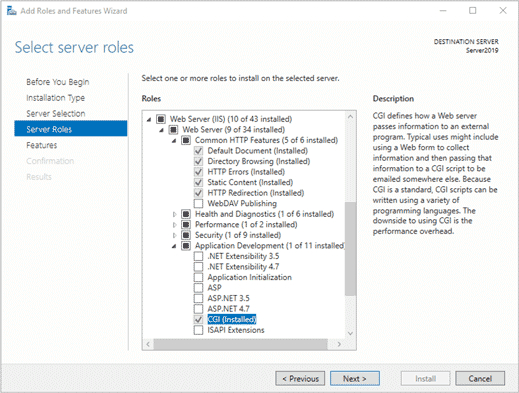 Add Roles and Features Wizard
Select server roles
DESTINATION SERVER
Server2019
Before You Begin
Installation Type
Server Selection
Server Roles
Features
Confirmation
Results
Select one or more roles to install on the selected server.
Roles
Web Server (IIS) (10 of 43 installed)
Web Server (9 of 34 installed)
Common HTTP Features (5 of 6 installed)
Default Document (Installed)
Directory Browsing (Installed)
HTTP Errors (Installed)
Static Content (Installed)
HTTP Redirection (Installed)
WebDAV Publishing
Health and Diagnostics (1 of 6 installed)
Performance (1 of 2 installed)
Security (1 of 9 installed)
Application Development (1 of 11 installed)
.NET Extensibility 3.5
.NET Extensibility 4.7
Application Initialization
ASP
ASP.NET 3.5
ASP.NET 4.7
CGI (Installed)
ISAPI Extensions
Description
CGI defines how a Web server
passes information to an external
program. Typical uses might include
using a Web form to collect
information and then passing that
information to a CGI script to be
emailed somewhere else. Because
CGI is a standard, CGI scripts can be
written using a variety of
programming languages. The
downside to using CGI is the
performance overhead.
< Previous
Next >
Install
Cancel